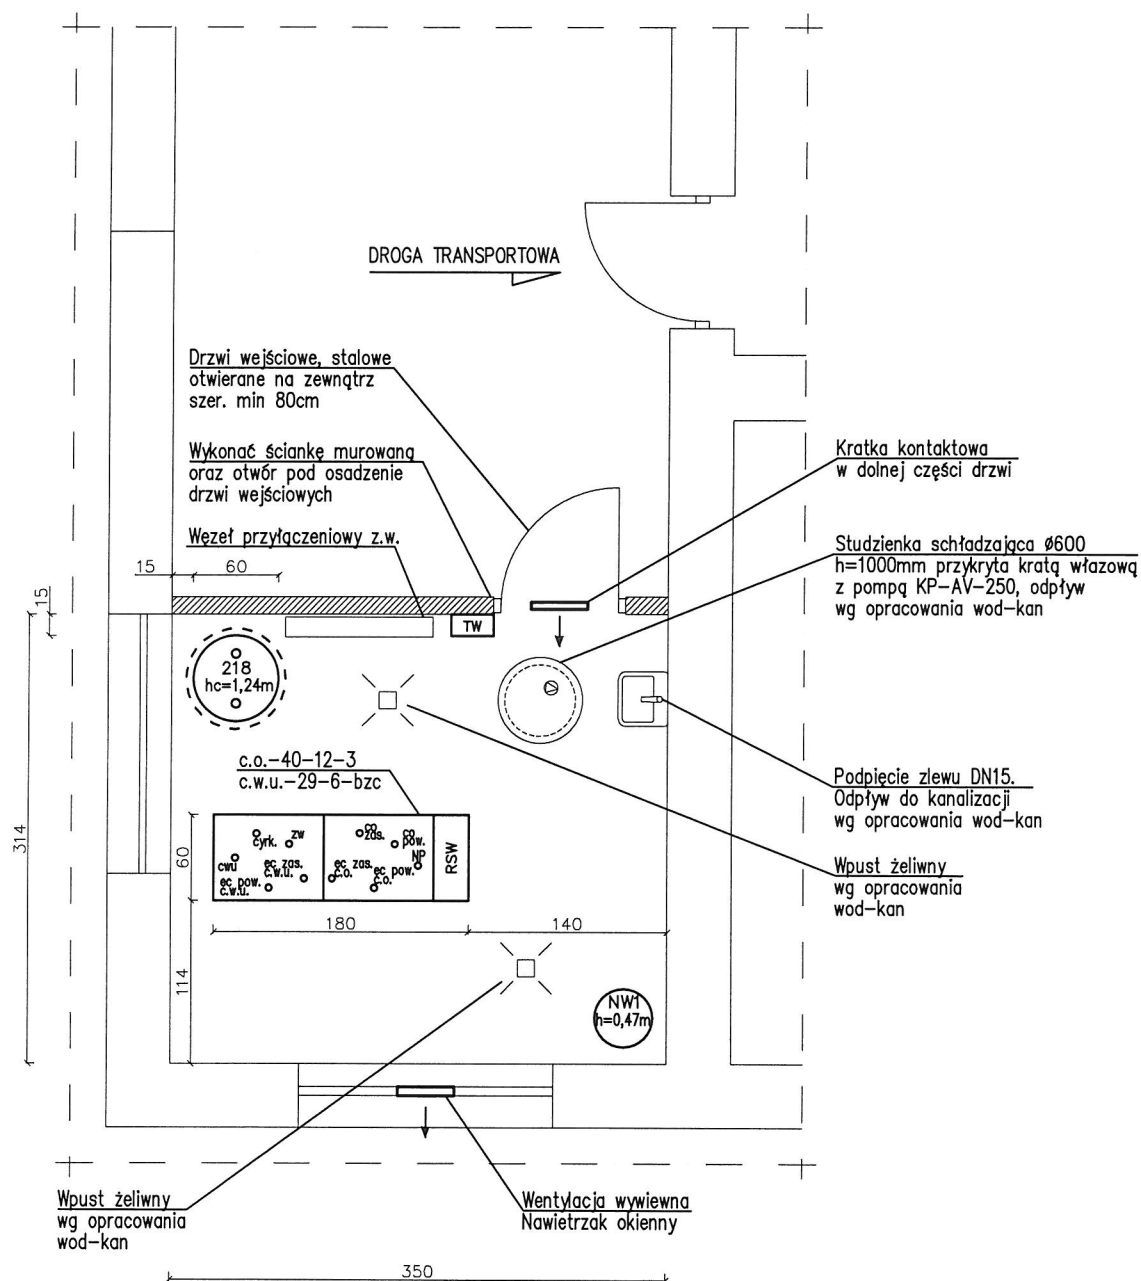 DROGA TRANSPORTOWA
Drzwi wejściowe, stalowe
otwierane na zewnątrz
szer. min 80cm
Wykonać ściankę murowaną
oraz otwór pod osadzenie
drzwi wejściowych
Węzeł przyłączeniowy z.w.
15
60
15
Kratka kontaktowa
w dolnej części drzwi
Studzienka schładzająca ø600
h=1000mm przykryta kratą włazową
z pompą KP-AV-250, odpływ
wg opracowania wod-kan
TW
218
hc=1,24m
c.o.-40-12-3
c.w.u.-29-6-bzc
Podpięcie zlewu DN15.
Odpływ do kanalizacji
wg opracowania wod-kan
Wpust żeliwny
wg opracowania
wod-kan
314
60
cyrk.
zw
cwu
ec zas.
c.w.u.
ec pow.
c.w.u.
co
zas.
co
pow.
NP
ec zas.
c.o.
ec pow.
c.o.
RSW
180
140
114
NW1
h=0,47m
Wpust żeliwny
wg opracowania
wod-kan
Wentylacja wywiewna
Nawietrzak okienny
350